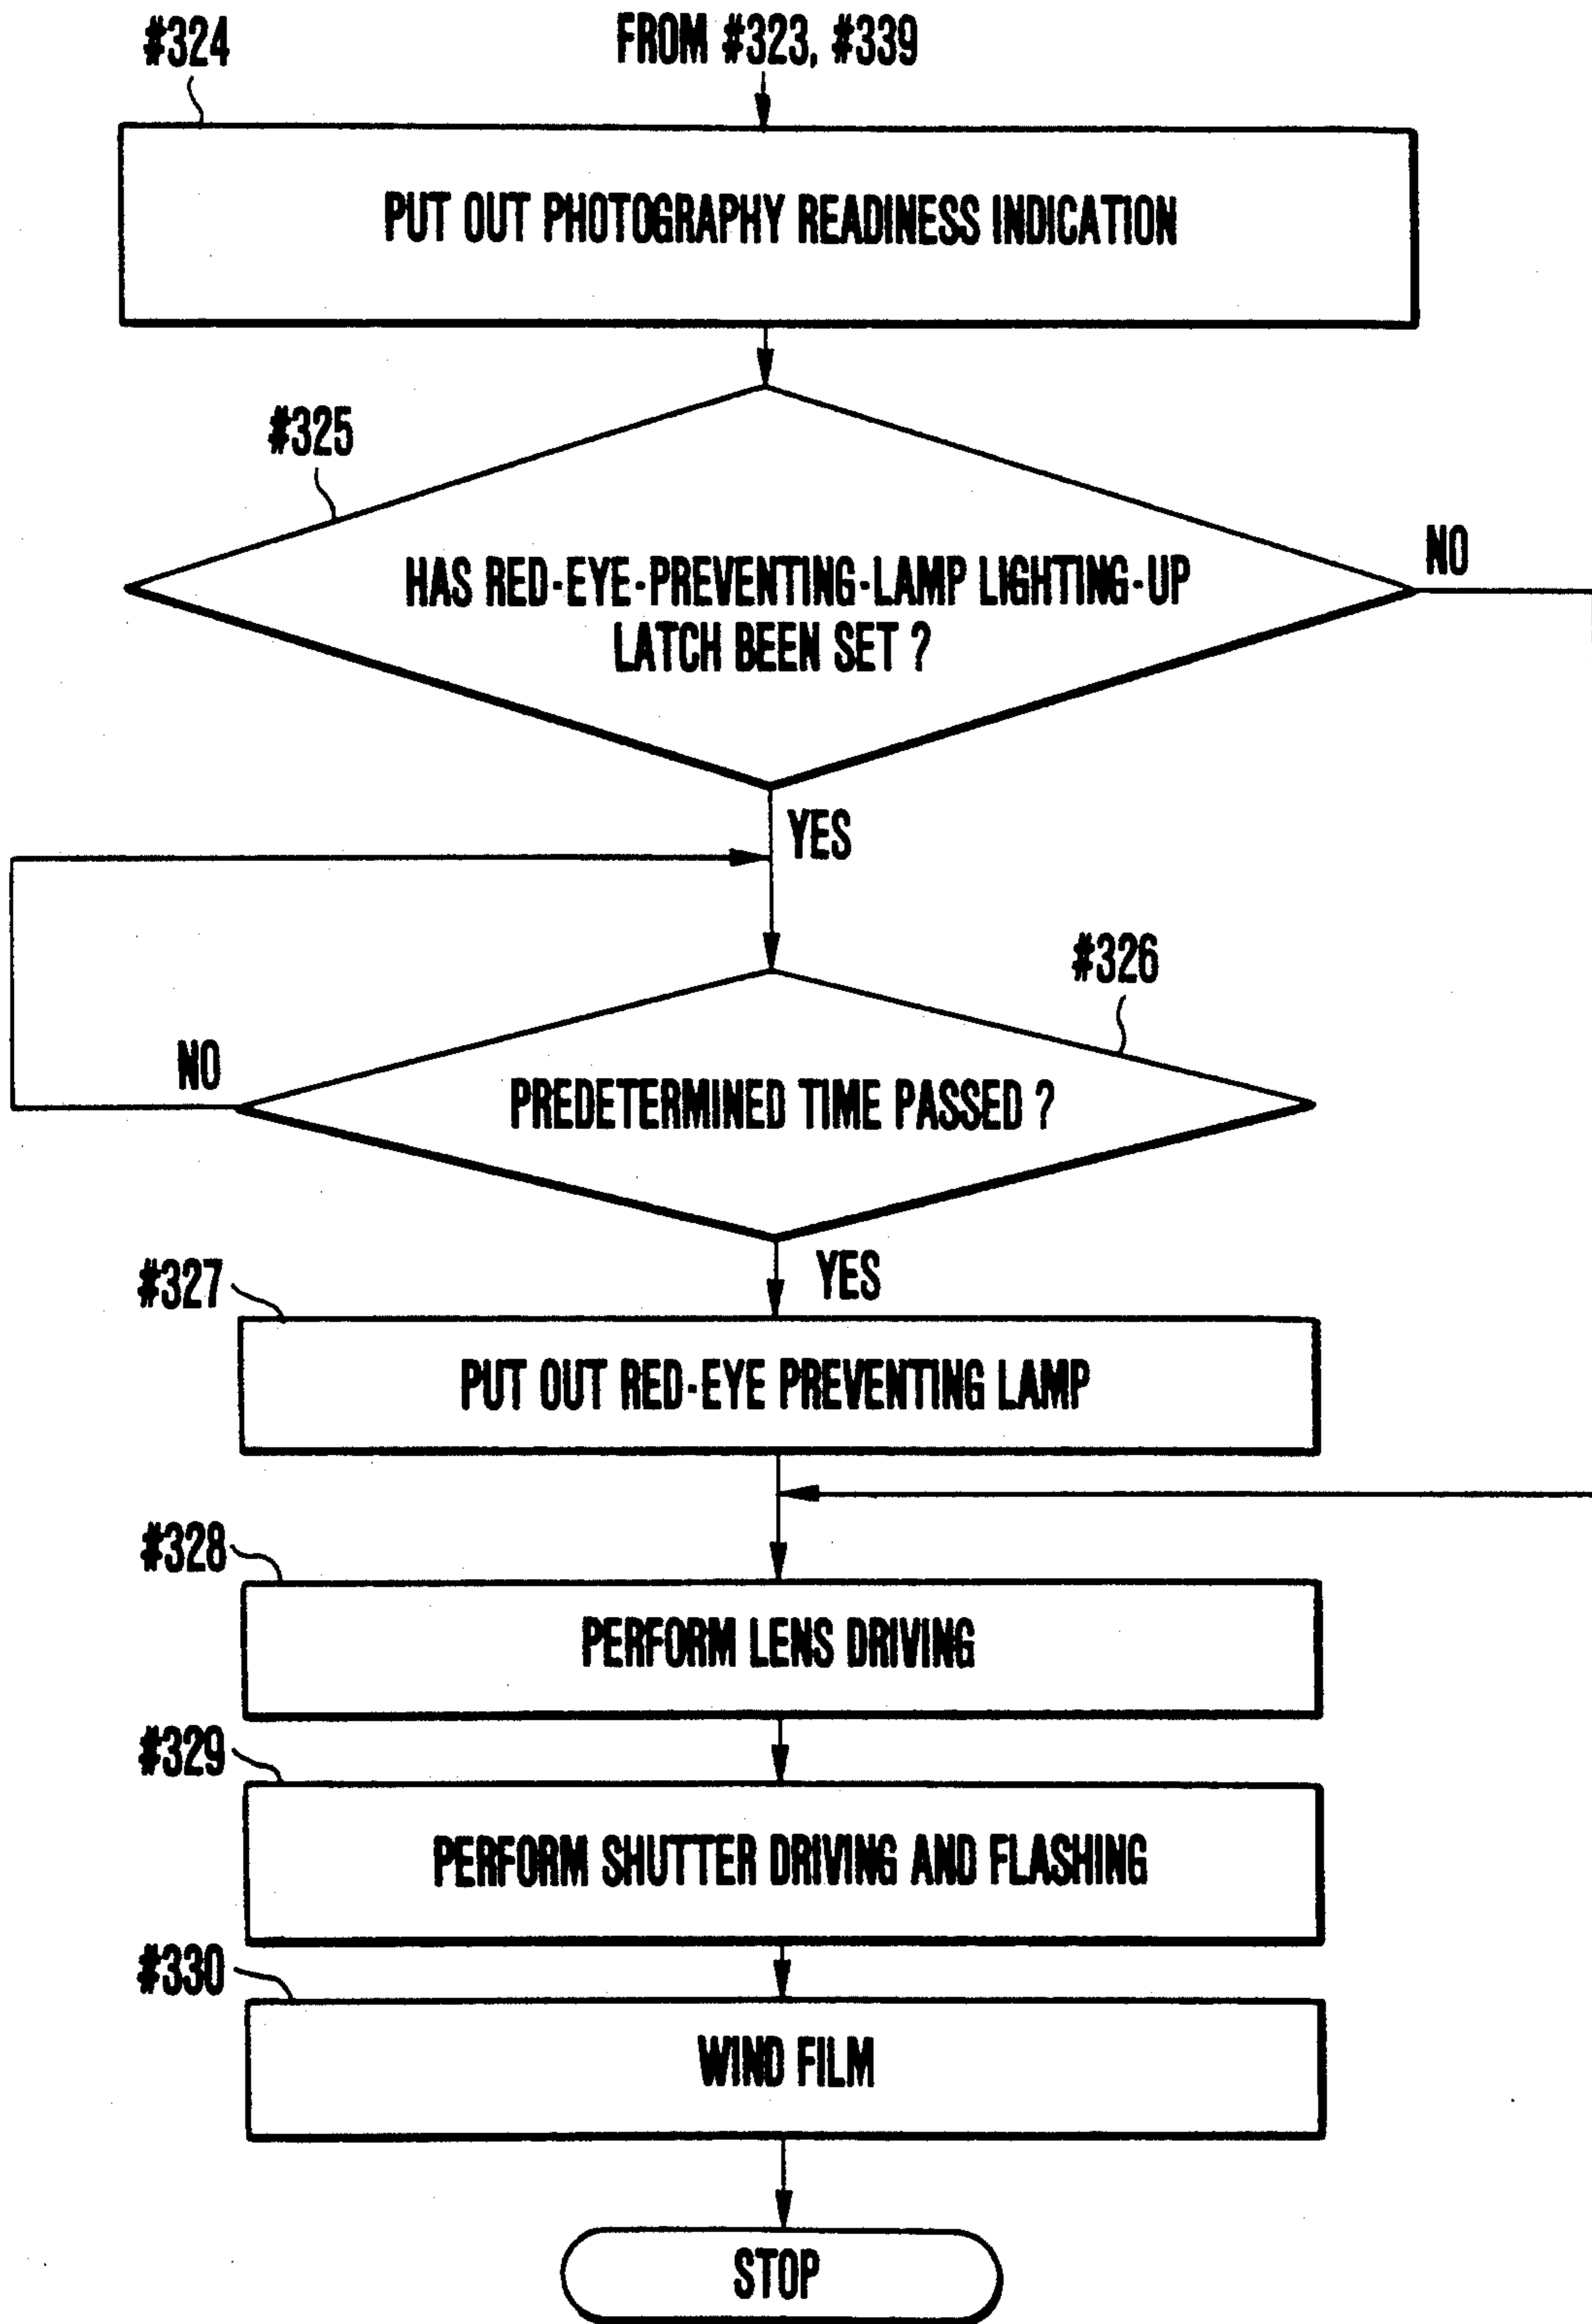 #324
FROM #323, #339
PUT OUT PHOTOGRAPHY READINESS INDICATION
#325
NO
HAS RED-EYE-PREVENTING-LAMP LIGHTING-UP
LATCH BEEN SET ?
YES
#326
NO
PREDETERMINED TIME PASSED ?
YES
#327
PUT OUT RED-EYE PREVENTING LAMP
#328
PERFORM LENS DRIVING
#329
PERFORM SHUTTER DRIVING AND FLASHING
#330
WIND FILM
STOP